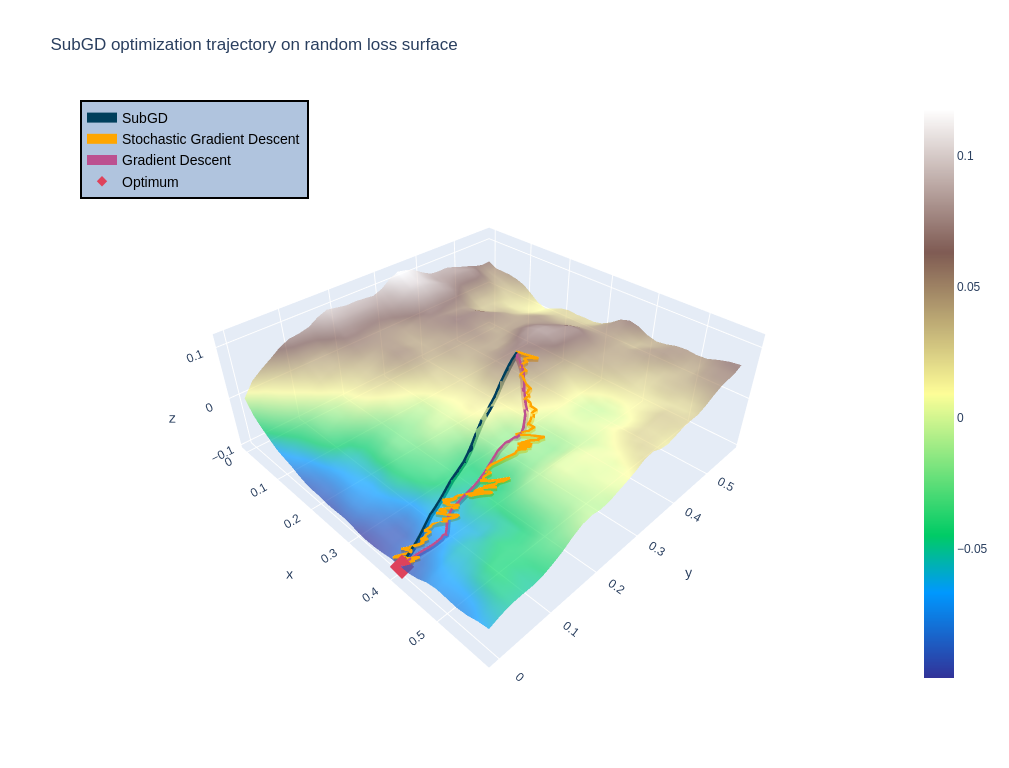 SubGD optimization trajectory on random loss surface
SubGD
Stochastic Gradient Descent
Gradient Descent
Optimum
0.1
0.05
0
−0.05
0.1
0
−0.1
z
0
0.1
0.2
0.3
0.4
0.5
x
0.5
0.4
0.3
0.2
0.1
0
y